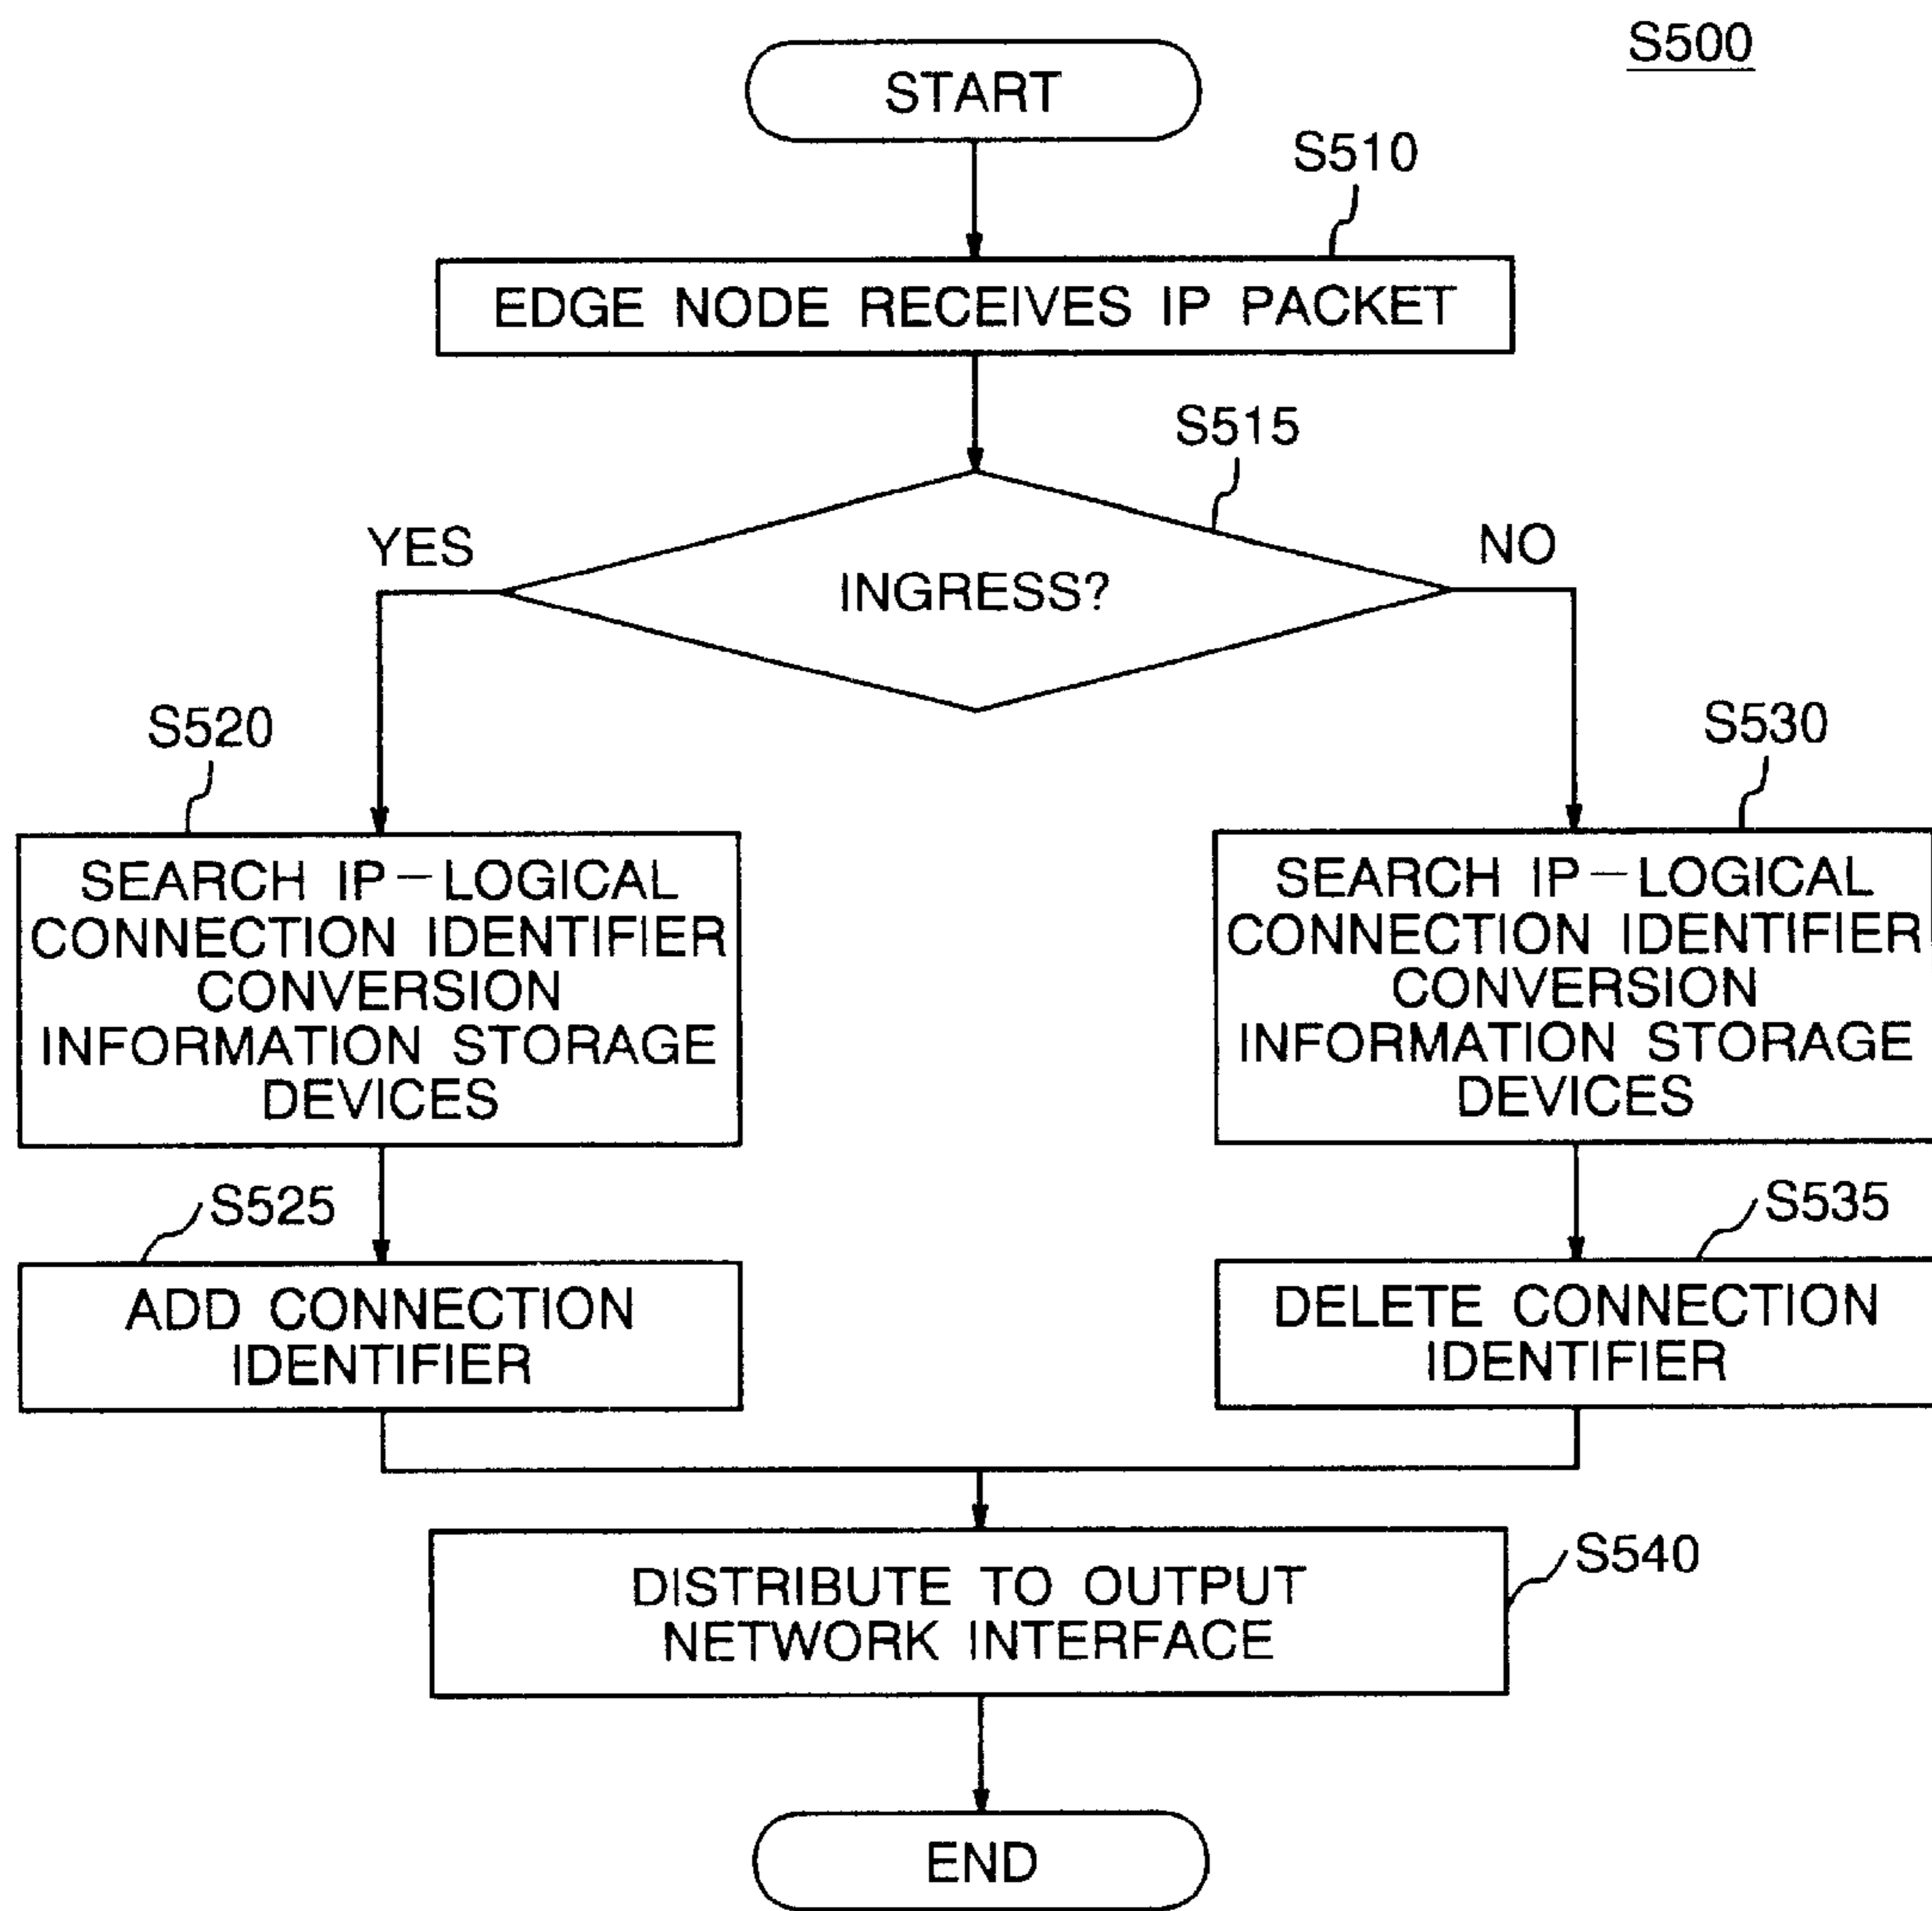 S500
START
S510
EDGE NODE RECEIVES IP PACKET
S515
YES
INGRESS?
NO
S520
SEARCH IP—LOGICAL
CONNECTION IDENTIFIER
CONVERSION
INFORMATION STORAGE
DEVICES
S530
SEARCH IP—LOGICAL
CONNECTION IDENTIFIER
CONVERSION
INFORMATION STORAGE
DEVICES
S525
ADD CONNECTION
IDENTIFIER
S535
DELETE CONNECTION
IDENTIFIER
S540
DISTRIBUTE TO OUTPUT
NETWORK INTERFACE
END